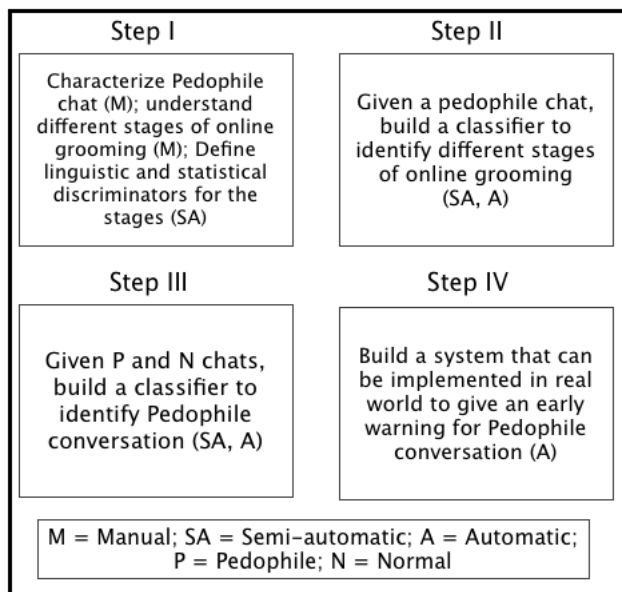 Step I
Characterize Pedophile
chat (M); understand
different stages of online
grooming (M); Define
linguistic and statistical
discriminators for the
stages (SA)
Step II
Given a pedophile chat,
build a classifier to
identify different stages
of online grooming
(SA, A)
Step III
Given P and N chats,
build a classifier to
identify Pedophile
conversation (SA, A)
Step IV
Build a system that can
be implemented in real
world to give an early
warning for Pedophile
conversation (A)
M = Manual; SA = Semi-automatic; A = Automatic;
P = Pedophile; N = Normal